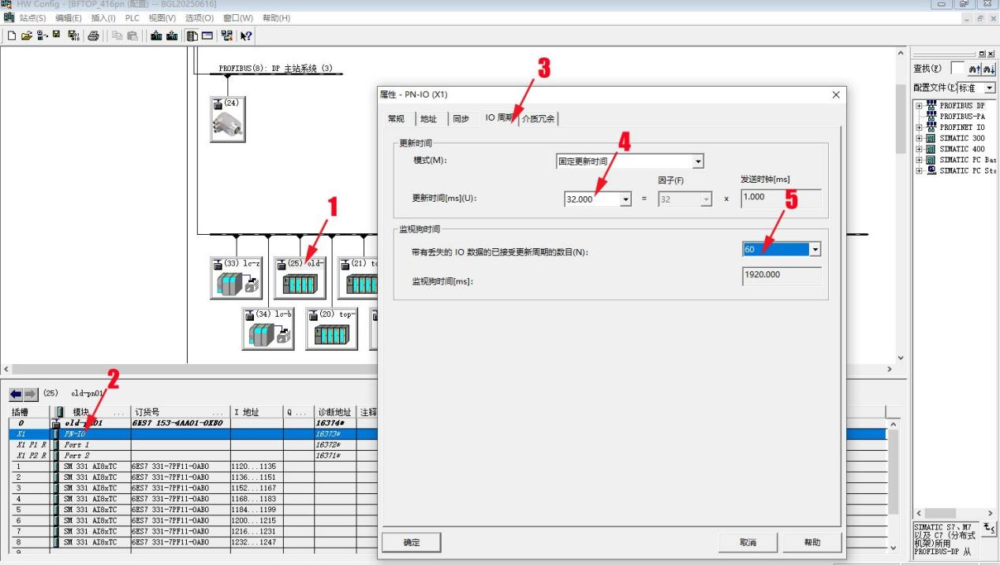 HW Config - [BFTOP_416pn (配置) -- 8GL20250616]
站点(S) 编辑(E) 插入(I) PLC 视图(V) 选项(O) 窗口(W) 帮助(H)
PROFIBUS(8): DP 主站系统 (3)
(24)
1
(33) lc-z
(25) old-
(21) to
(34) lc-b
(20) top-
2
(25) old-pn01
插槽 模块 ... 订货号 ... I 地址 Q ... 诊断地址 注释
0 old-pn01 6ES7 153-4AA01-0XB0 16374*
X1 PN-IO 16373*
X1 P1 R Port 1 16372*
X1 P2 R Port 2 16371*
1 SM 331 AI8xTC 6ES7 331-7PF11-0AB0 1120...1135
2 SM 331 AI8xTC 6ES7 331-7PF11-0AB0 1136...1151
3 SM 331 AI8xTC 6ES7 331-7PF11-0AB0 1152...1167
4 SM 331 AI8xTC 6ES7 331-7PF11-0AB0 1168...1183
5 SM 331 AI8xTC 6ES7 331-7PF11-0AB0 1184...1199
6 SM 331 AI8xTC 6ES7 331-7PF11-0AB0 1200...1215
7 SM 331 AI8xTC 6ES7 331-7PF11-0AB0 1216...1231
8 SM 331 AI8xTC 6ES7 331-7PF11-0AB0 1232...1247
3
属性 - PN-IO (X1)
常规 地址 同步 IO 周期 介质冗余
4
更新时间
模式(M): 固定更新时间
因子(F) 发送时钟[ms]
更新时间[ms](U): 32.000 = 32 x 1.000
5
监视狗时间
带有丢失的 IO 数据的已接受更新周期的数目(N): 60
监视狗时间[ms]: 1920.000
确定 取消 帮助
查找(F)
配置文件(P) 标准
PROFIBUS DP
PROFIBUS-PA
PROFINET IO
SIMATIC 300
SIMATIC 400
SIMATIC PC Bas
SIMATIC PC Sta
SIMATIC S7、M7
以及 C7 (分布式
机架)所用
PROFIBUS-DP 从